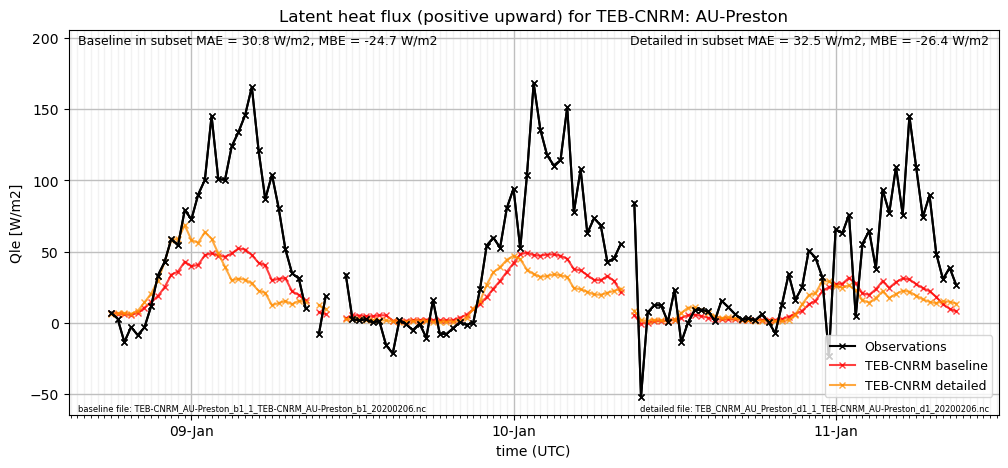 Latent heat flux (positive upward) for TEB-CNRM: AU-Preston
Baseline in subset MAE = 30.8 W/m2, MBE = -24.7 W/m2
Detailed in subset MAE = 32.5 W/m2, MBE = -26.4 W/m2
200
150
100
50
0
−50
Qle [W/m2]
Observations
TEB-CNRM baseline
TEB-CNRM detailed
baseline file: TEB-CNRM_AU-Preston_b1_1_TEB-CNRM_AU-Preston_b1_20200206.nc
detailed file: TEB_CNRM_AU_Preston_d1_1_TEB-CNRM_AU-Preston_d1_20200206.nc
09-Jan
10-Jan
11-Jan
time (UTC)